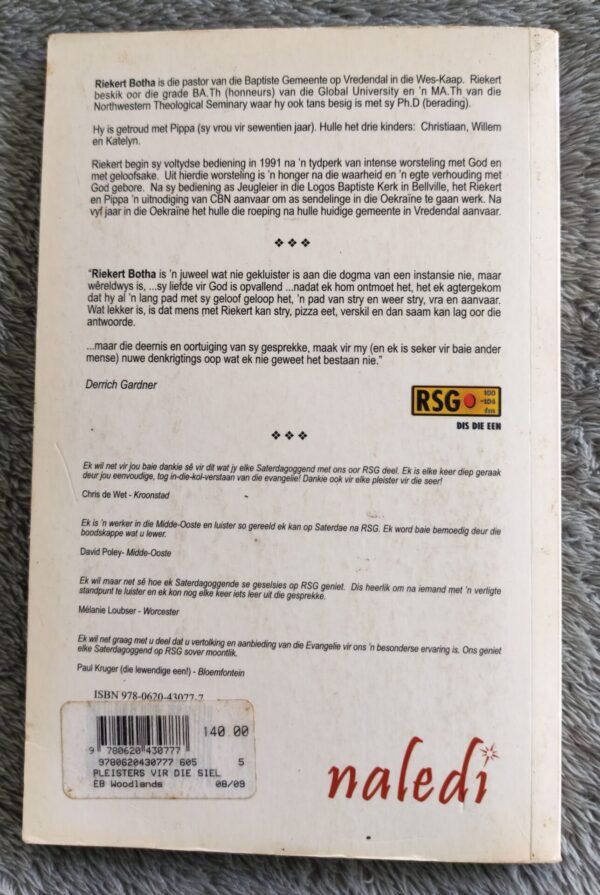 Riekert Botha is die pastor van die Baptiste Gemeente op Vredendal in die Wes-Kaap. Riekert
beskik oor die grade BA.Th (honneurs) van die Global University en 'n MA.Th van die
Northwestern Theological Seminary waar hy ook tans besig is met sy Ph.D (berading).
Hy is getroud met Pippa (sy vrou vir sewentien jaar). Hulle het drie kinders: Christiaan, Willem
en Katelyn.
Riekert begin sy voltydse bediening in 1991 na 'n tydperk van intense worsteling met God en
met geloofsake. Uit hierdie worsteling is 'n honger na die waarheid en 'n egte verhouding met
God gebore. Na sy bediening as Jeugleier in die Logos Baptiste Kerk in Bellville, het Riekert
en Pippa 'n uitnodiging van CBN aanvaar om as sendelinge in die Oekraïne te gaan werk. Na
vyf jaar in die Oekraïne het hulle die roeping na hulle huidige gemeente in Vredendal aanvaar.
"Riekert Botha is 'n juweel wat nie gekluister is aan die dogma van een instansie nie, maar
wêreldwys is, ...sy liefde vir God is opvallend ...nadat ek hom ontmoet het, het ek agtergekom
dat hy al 'n lang pad met sy geloof geloop het, 'n pad van stry en weer stry, vra en aanvaar.
Wat lekker is, is dat mens met Riekert kan stry, pizza eet, verskil en dan saam kan lag oor die
antwoorde.
...maar die deernis en oortuiging van sy gesprekke, maak vir my (en ek is seker vir baie ander
mense) nuwe denkrigtings oop wat ek nie geweet het bestaan nie."
Derrich Gardner
RSG 100
-104
fm
DIS DIE EEN
Ek wil net vir jou baie dankie sê vir dit wat jy elke Saterdagoggend met ons oor RSG deel. Ek is elke keer diep geraak
deur jou eenvoudige, tog in-die-kol-verstaan van die evangelie! Dankie ook vir elke pleister vir die seer!
Chris de Wet - Kroonstad
Ek is 'n werker in die Midde-Ooste en luister so gereeld ek kan op Saterdae na RSG. Ek word baie bemoedig deur die
boodskappe wat u lewer.
David Poley- Midde-Ooste
Ek wil maar net sê hoe ek Saterdagoggende se geselsies op RSG geniet. Dis heerlik om na iemand met 'n verligte
standpunt te luister en ek kon nog elke keer iets leer uit die gesprekke.
Mélanie Loubser - Worcester
Ek wil net graag met u deel dat u vertolking en aanbieding van die Evangelie vir ons 'n besonderse ervaring is. Ons geniet
elke Saterdagoggend op RSG sover moontlik.
Paul Kruger (die lewendige een!) - Bloemfontein
ISBN 978-0620-43077-7
140.00
9 780620 430777
9780620430777 605 5
PLEISTERS VIR DIE SIEL
EB Woodlands 08/09
naledi